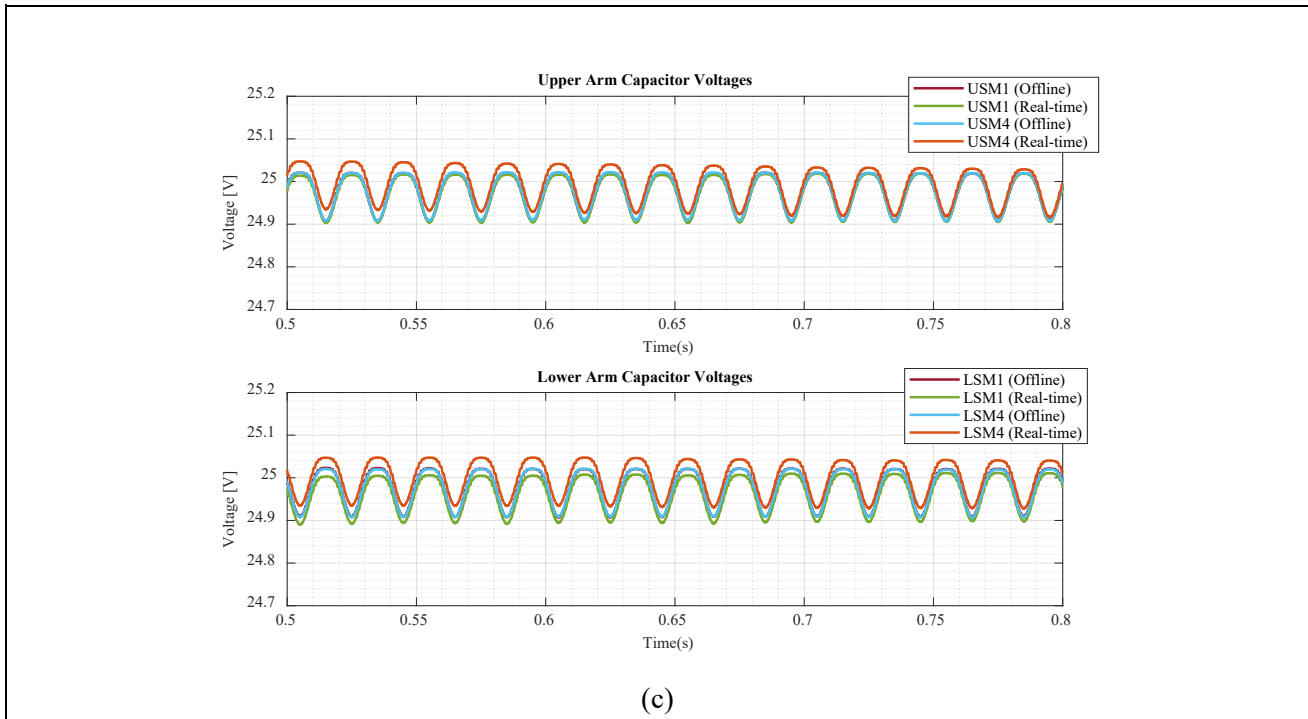 Upper Arm Capacitor Voltages
USM1 (Offline)
USM1 (Real-time)
USM4 (Offline)
USM4 (Real-time)
25.2
25.1
25
24.9
24.8
24.7
Voltage [V]
0.5 0.55 0.6 0.65 0.7 0.75 0.8
Time(s)
Lower Arm Capacitor Voltages
LSM1 (Offline)
LSM1 (Real-time)
LSM4 (Offline)
LSM4 (Real-time)
25.2
25.1
25
24.9
24.8
24.7
Voltage [V]
0.5 0.55 0.6 0.65 0.7 0.75 0.8
Time(s)
(c)